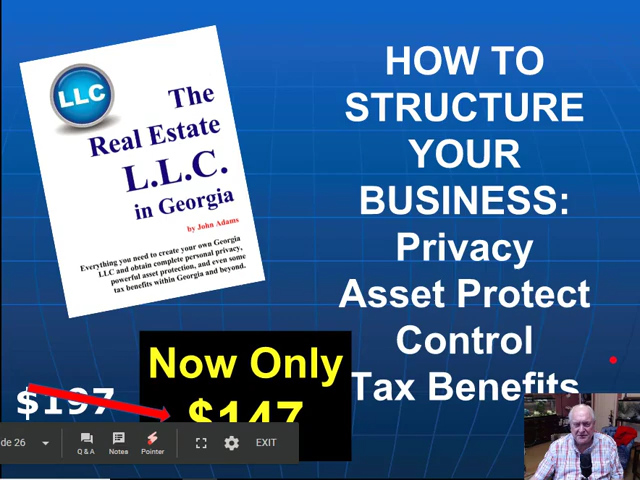 LLC
The
Real Estate
L.L.C.
in Georgia
by John Adams
Everything you need to create your own Georgia
LLC and obtain complete personal privacy,
powerful asset protection, and even some
tax benefits within Georgia and beyond.
HOW TO
STRUCTURE
YOUR
BUSINESS:
Privacy
Asset Protect
Control
Tax Benefits
$197
Now Only
$147
de 26
Q & A
Notes
Pointer
EXIT